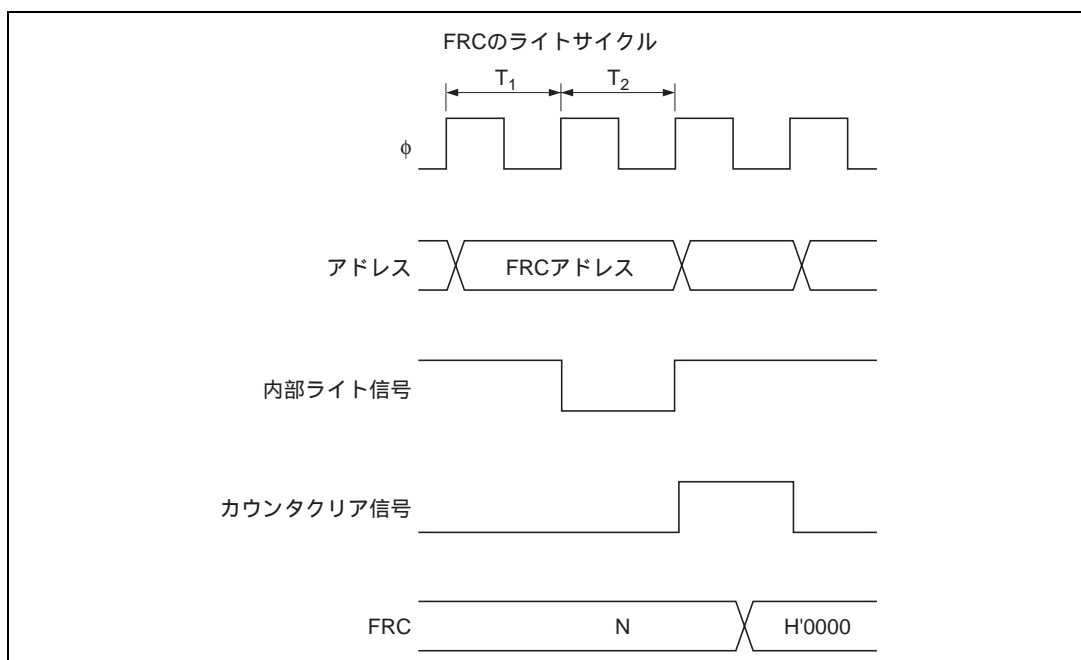 FRCのライトサイクル
T1 T2
φ
アドレス FRCアドレス
内部ライト信号
カウンタクリア信号
FRC N H'0000